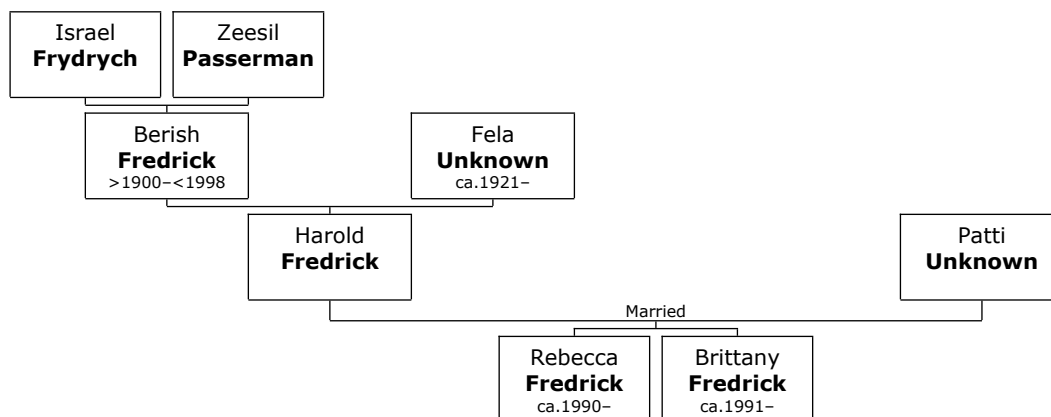 Israel
Frydrych
Zeesil
Passerman
Berish
Fredrick
>1900–<1998
Fela
Unknown
ca.1921–
Harold
Fredrick
Patti
Unknown
Married
Rebecca
Fredrick
ca.1990–
Brittany
Fredrick
ca.1991–